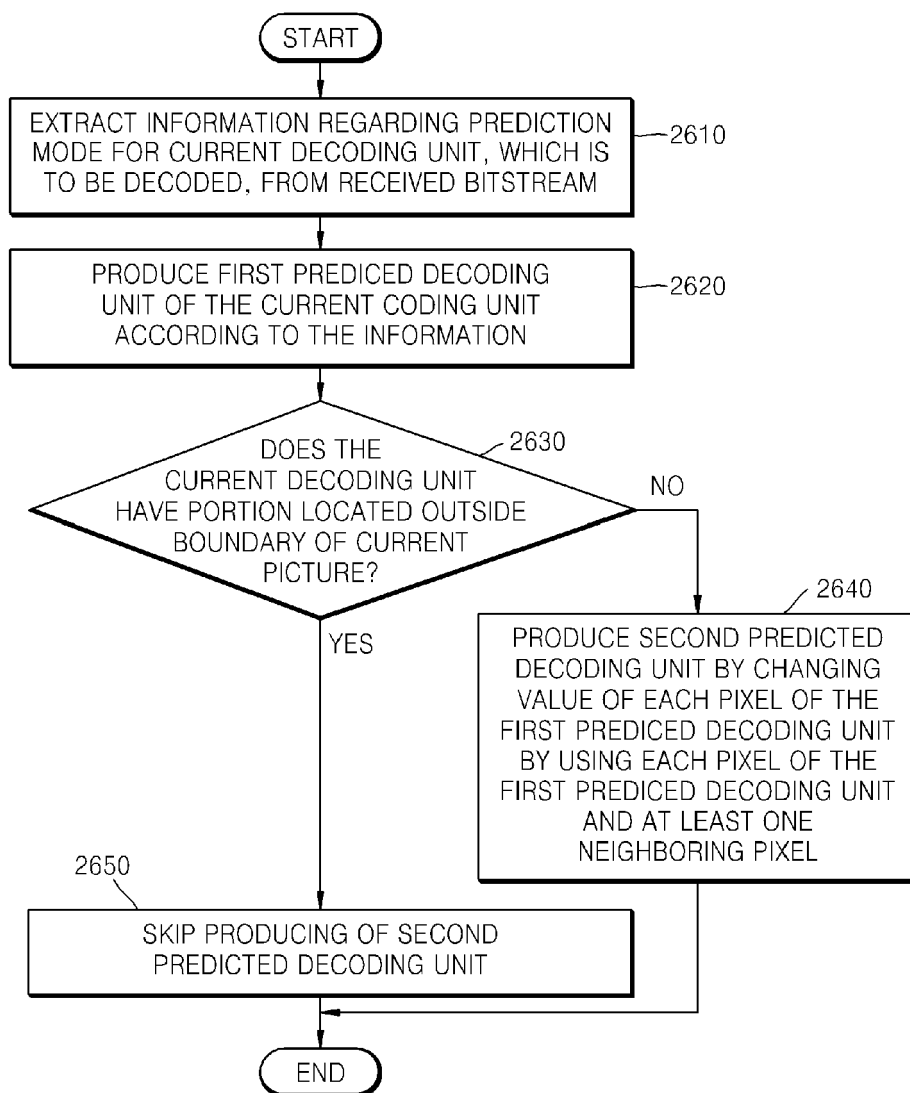 START
EXTRACT INFORMATION REGARDING PREDICTION
MODE FOR CURRENT DECODING UNIT, WHICH IS
TO BE DECODED, FROM RECEIVED BITSTREAM
2610
PRODUCE FIRST PREDICED DECODING
UNIT OF THE CURRENT CODING UNIT
ACCORDING TO THE INFORMATION
2620
DOES THE
CURRENT DECODING UNIT
HAVE PORTION LOCATED OUTSIDE
BOUNDARY OF CURRENT
PICTURE?
2630
NO
YES
2640
PRODUCE SECOND PREDICTED
DECODING UNIT BY CHANGING
VALUE OF EACH PIXEL OF THE
FIRST PREDICED DECODING UNIT
BY USING EACH PIXEL OF THE
FIRST PREDICED DECODING UNIT
AND AT LEAST ONE
NEIGHBORING PIXEL
2650
SKIP PRODUCING OF SECOND
PREDICTED DECODING UNIT
END